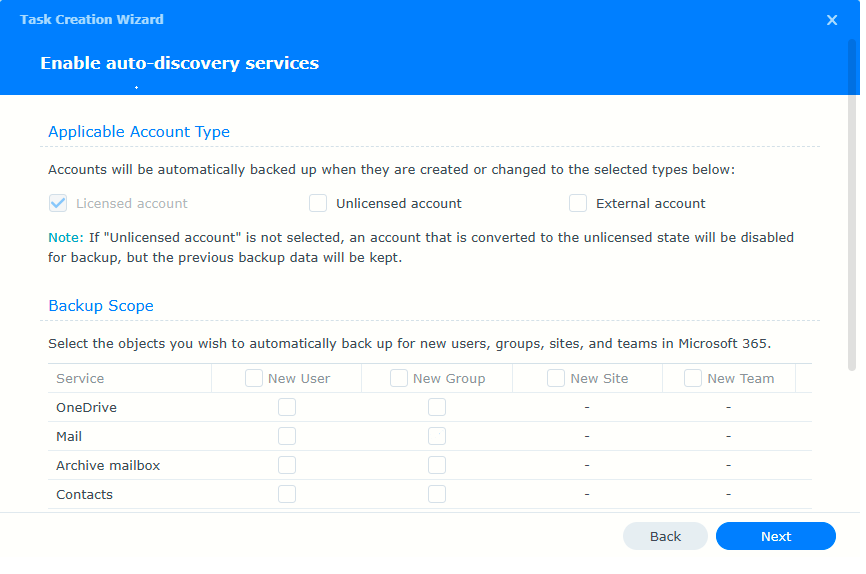 Task Creation Wizard
Enable auto-discovery services
Applicable Account Type
Accounts will be automatically backed up when they are created or changed to the selected types below:
Licensed account Unlicensed account External account
Note: If "Unlicensed account" is not selected, an account that is converted to the unlicensed state will be disabled
for backup, but the previous backup data will be kept.
Backup Scope
Select the objects you wish to automatically back up for new users, groups, sites, and teams in Microsoft 365.
Service New User New Group New Site New Team
OneDrive - -
Mail - -
Archive mailbox - -
Contacts - -
Back Next